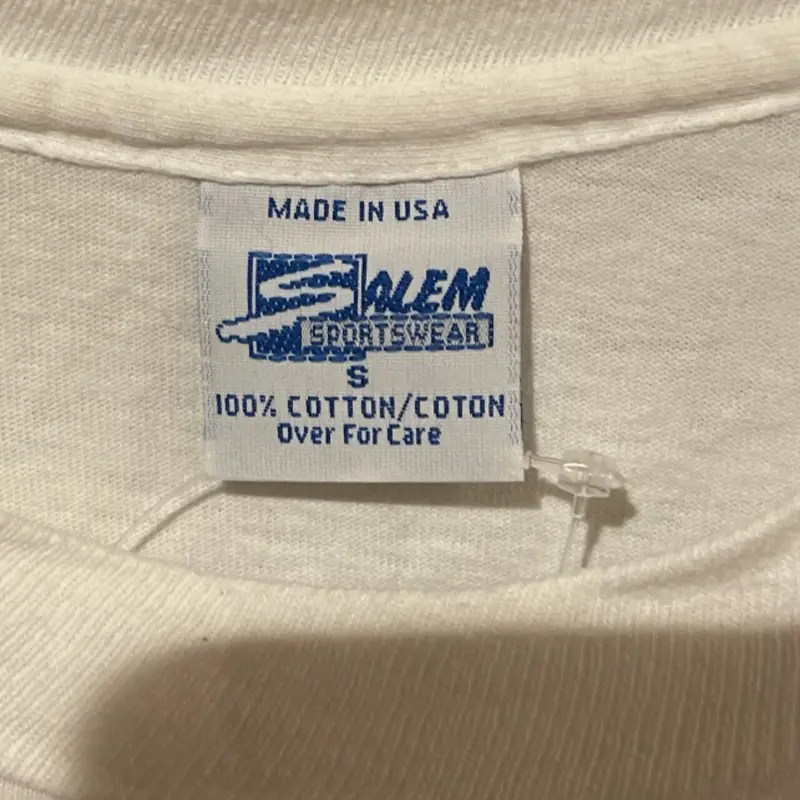 MADE IN USA
SALEM
SPORTSWEAR
S
100% COTTON/COTON
Over For Care